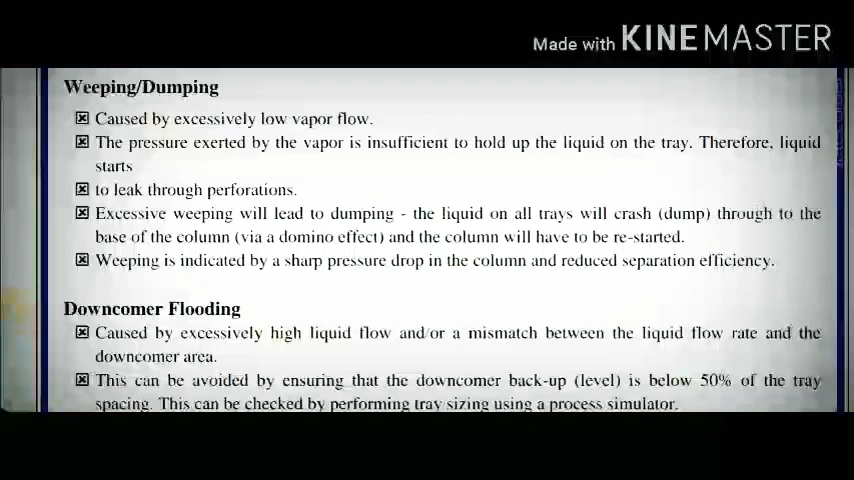 Made with KINEMASTER
Weeping/Dumping
☒ Caused by excessively low vapor flow.
☒ The pressure exerted by the vapor is insufficient to hold up the liquid on the tray. Therefore, liquid
starts
☒ to leak through perforations.
☒ Excessive weeping will lead to dumping - the liquid on all trays will crash (dump) through to the
base of the column (via a domino effect) and the column will have to be re-started.
☒ Weeping is indicated by a sharp pressure drop in the column and reduced separation efficiency.
Downcomer Flooding
☒ Caused by excessively high liquid flow and/or a mismatch between the liquid flow rate and the
downcomer area.
☒ This can be avoided by ensuring that the downcomer back-up (level) is below 50% of the tray
spacing. This can be checked by performing tray sizing using a process simulator.